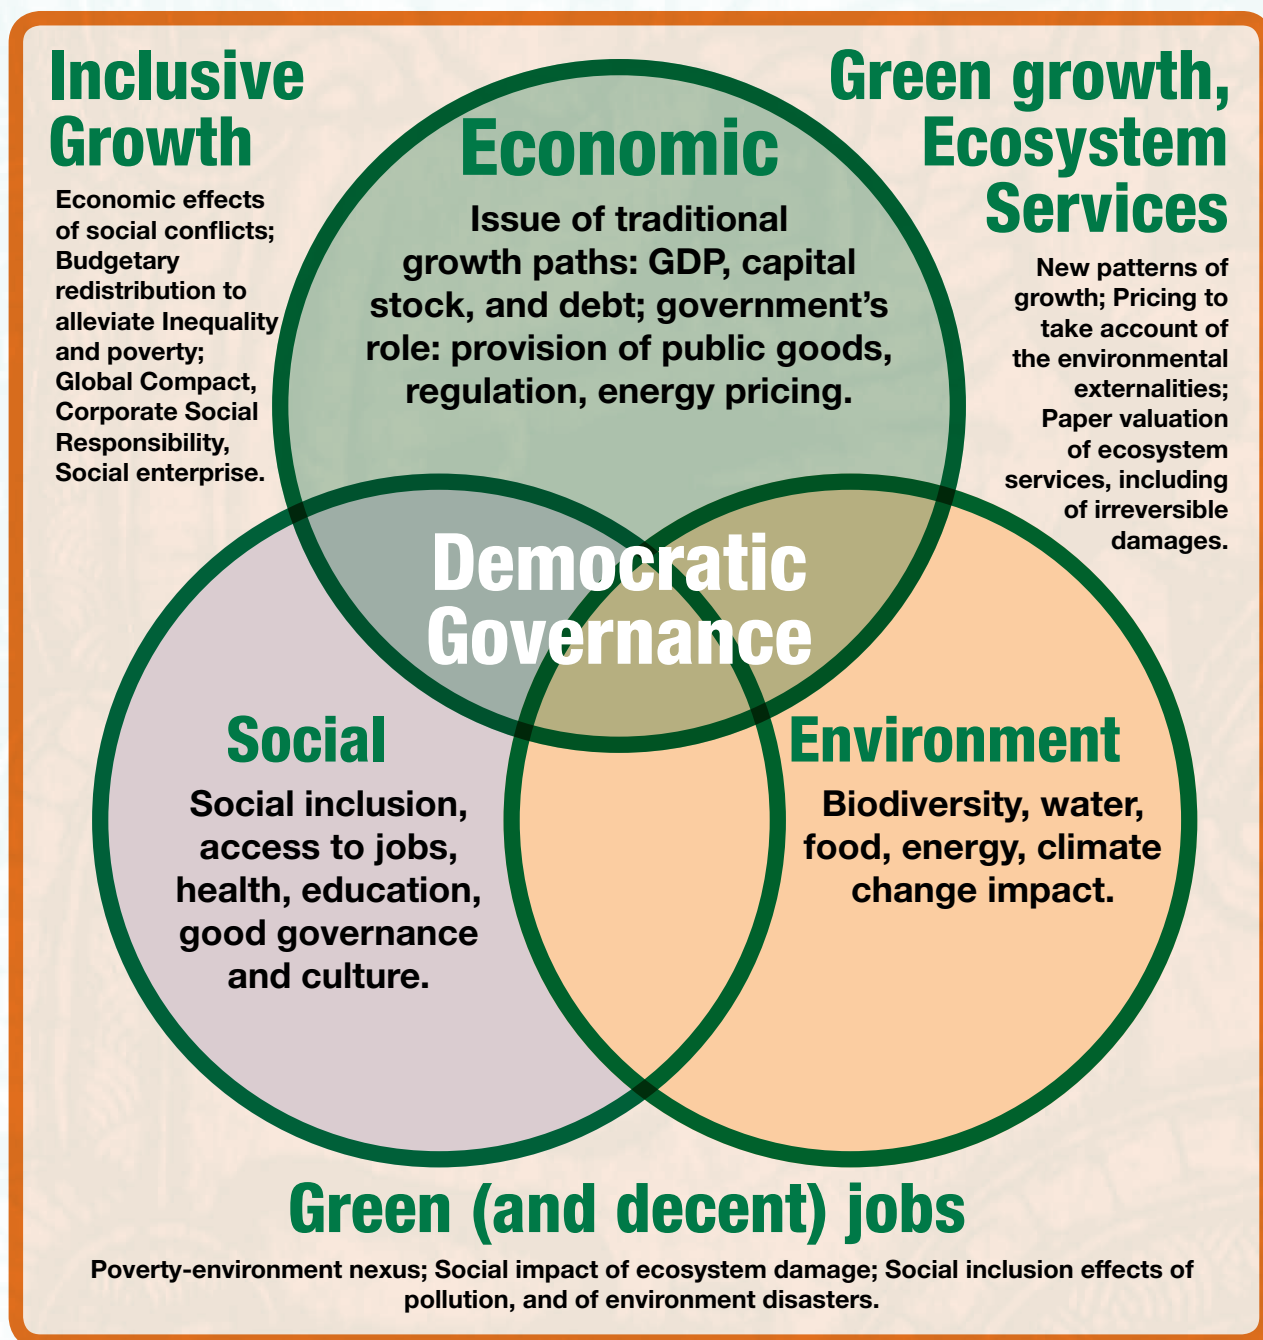 Inclusive
Growth
Economic effects
of social conflicts;
Budgetary
redistribution to
alleviate Inequality
and poverty;
Global Compact,
Corporate Social
Responsibility,
Social enterprise.
Economic
Issue of traditional
growth paths: GDP, capital
stock, and debt; government’s
role: provision of public goods,
regulation, energy pricing.
Green growth,
Ecosystem
Services
New patterns of
growth; Pricing to
take account of
the environmental
externalities;
Paper valuation
of ecosystem
services, including
of irreversible
damages.
Democratic
Governance
Social
Social inclusion,
access to jobs,
health, education,
good governance
and culture.
Environment
Biodiversity, water,
food, energy, climate
change impact.
Green (and decent) jobs
Poverty-environment nexus; Social impact of ecosystem damage; Social inclusion effects of
pollution, and of environment disasters.